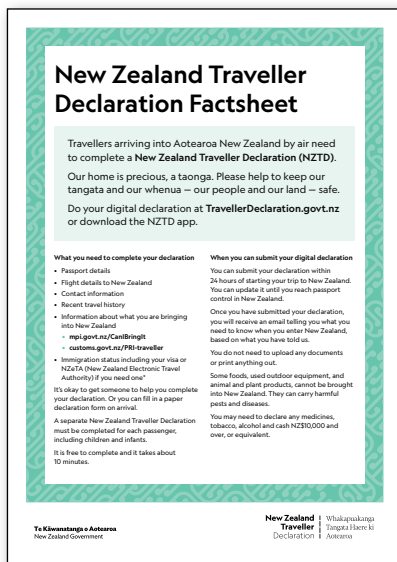 New Zealand Traveller
Declaration Factsheet
Travellers arriving into Aotearoa New Zealand by air need
to complete a New Zealand Traveller Declaration (NZTD).
Our home is precious, a taonga. Please help to keep our
tangata and our whenua – our people and our land – safe.
Do your digital declaration at TravellerDeclaration.govt.nz
or download the NZTD app.
What you need to complete your declaration
• Passport details
• Flight details to New Zealand
• Contact information
• Recent travel history
• Information about what you are bringing
into New Zealand
• mpi.govt.nz/CanIBringIt
• customs.govt.nz/PRI-traveller
• Immigration status including your visa or
NZeTA (New Zealand Electronic Travel
Authority) if you need one*
It's okay to get someone to help you complete
your declaration. Or you can fill in a paper
declaration form on arrival.
A separate New Zealand Traveller Declaration
must be completed for each passenger,
including children and infants.
It is free to complete and it takes about
10 minutes.
When you can submit your digital declaration
You can submit your declaration within
24 hours of starting your trip to New Zealand.
You can update it until you reach passport
control in New Zealand.
Once you have submitted your declaration,
you will receive an email telling you what you
need to know when you enter New Zealand,
based on what you have told us.
You do not need to upload any documents
or print anything out.
Some foods, used outdoor equipment, and
animal and plant products, cannot be brought
into New Zealand. They can carry harmful
pests and diseases.
You may need to declare any medicines,
tobacco, alcohol and cash NZ$10,000 and
over, or equivalent.
Te Kāwanatanga o Aotearoa
New Zealand Government
New Zealand
Traveller
Declaration
Whakapuakanga
Tangata Haere ki
Aotearoa